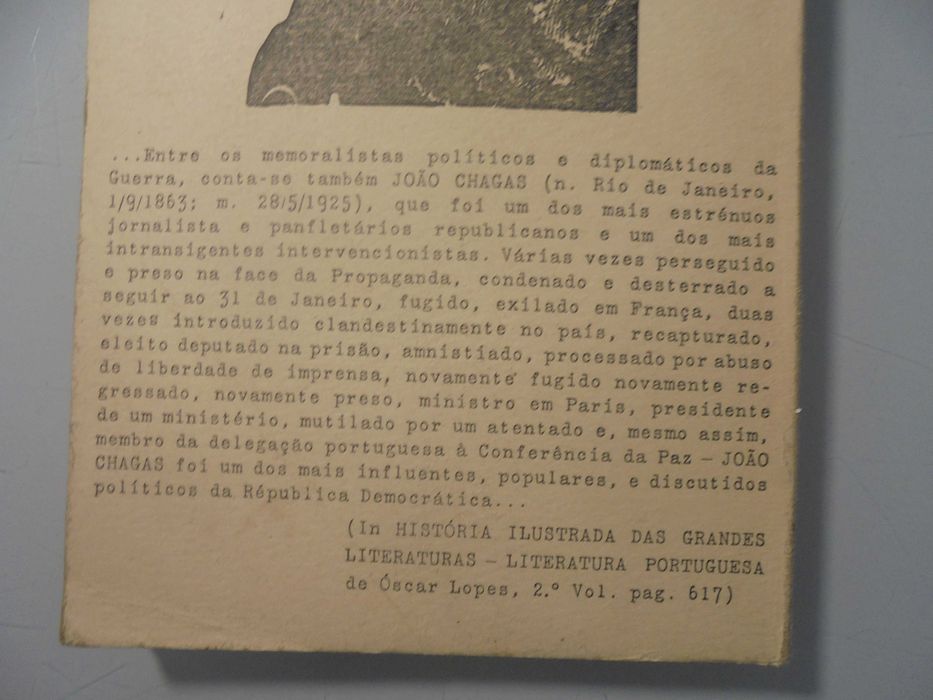 ...Entre os memoralistas políticos e diplomáticos da
Guerra, conta-se também JOÃO CHAGAS (n. Rio de Janeiro,
1/9/1863; m. 28/5/1925), que foi um dos mais estrénuos
jornalista e panfletários republicanos e um dos mais
intransigentes intervencionistas. Várias vezes perseguido
e preso na face da Propaganda, condenado e desterrado a
seguir ao 31 de Janeiro, fugido, exilado em França, duas
vezes introduzido clandestinamente no país, recapturado,
eleito deputado na prisão, amnistiado, processado por abuso
de liberdade de imprensa, novamente fugido novamente re-
gressado, novamente preso, ministro em Paris, presidente
de um ministério, mutilado por um atentado e, mesmo assim,
membro da delegação portuguesa à Conferência da Paz – JOÃO
CHAGAS foi um dos mais influentes, populares, e discutidos
políticos da Républica Democrática...
(In HISTÓRIA ILUSTRADA DAS GRANDES
LITERATURAS – LITERATURA PORTUGUESA
de Óscar Lopes, 2.º Vol. pag. 617)